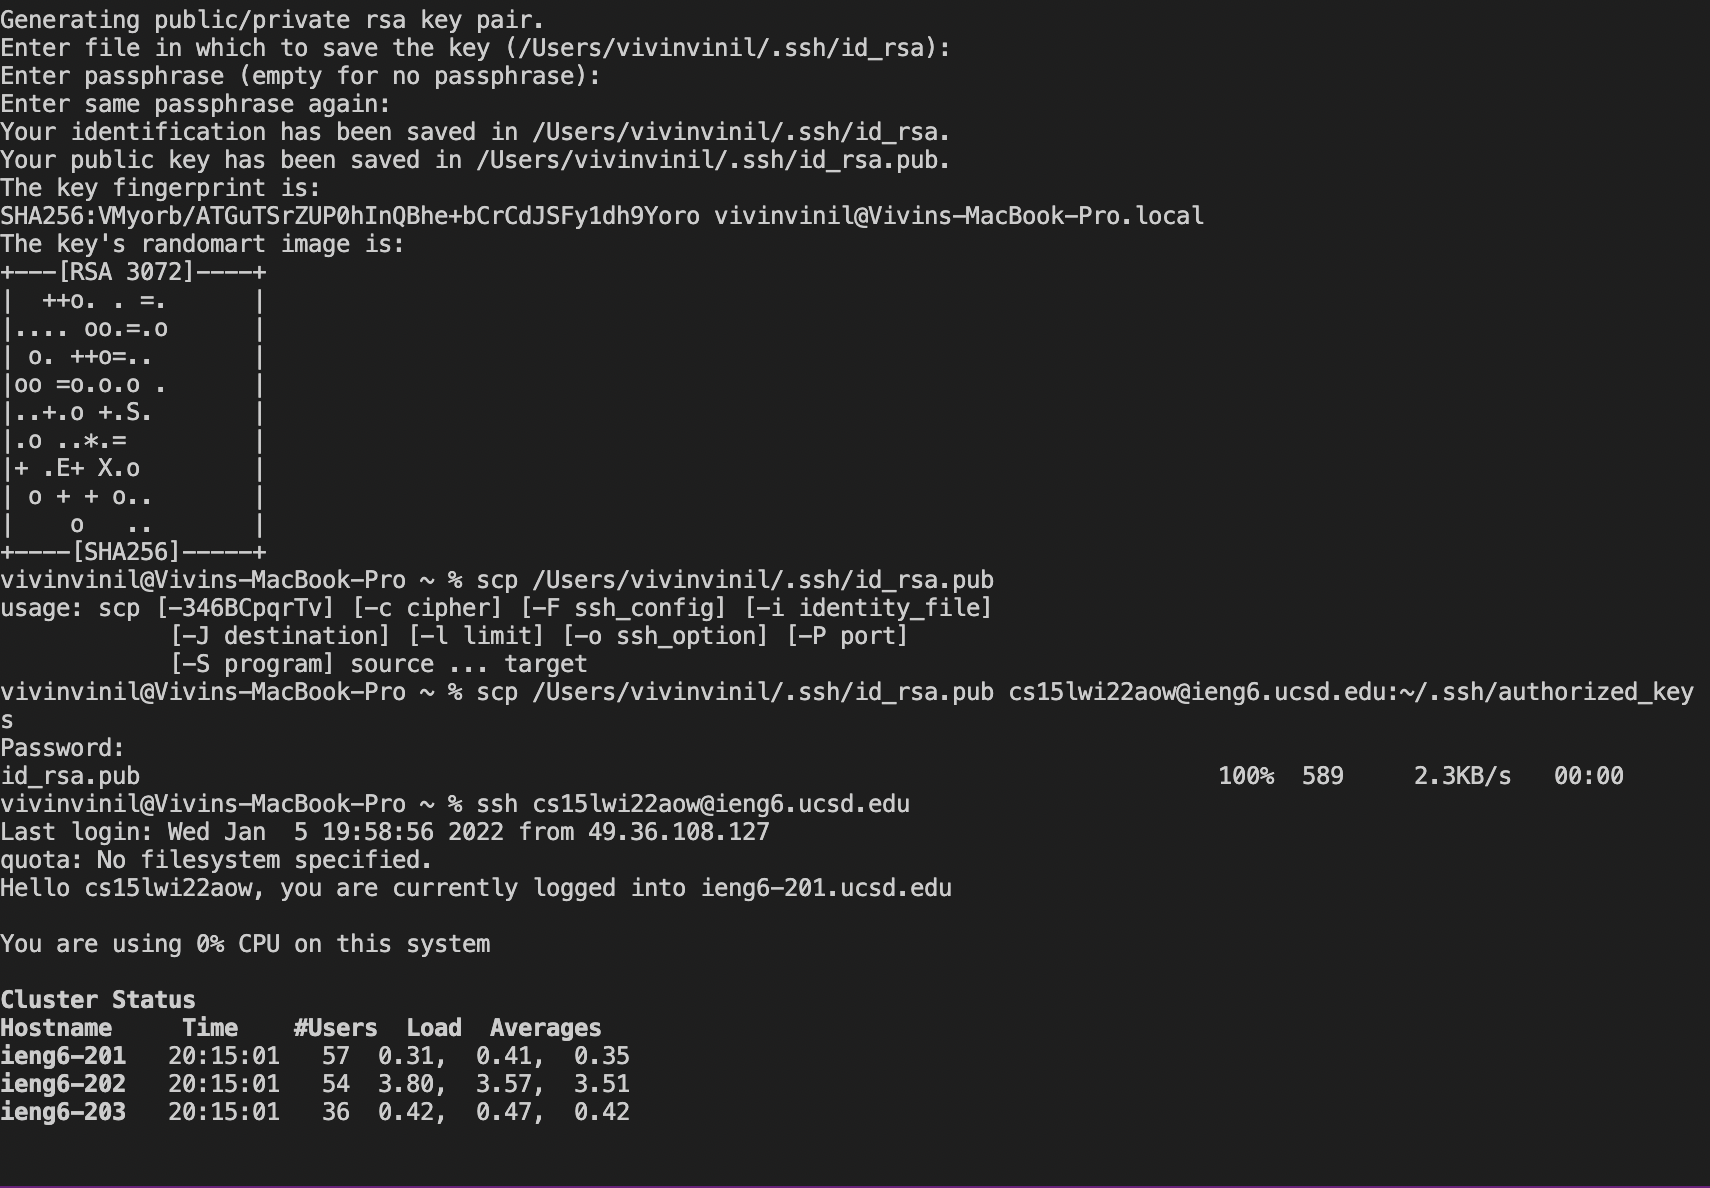 Generating public/private rsa key pair.
Enter file in which to save the key (/Users/vivinvinil/.ssh/id_rsa):
Enter passphrase (empty for no passphrase):
Enter same passphrase again:
Your identification has been saved in /Users/vivinvinil/.ssh/id_rsa.
Your public key has been saved in /Users/vivinvinil/.ssh/id_rsa.pub.
The key fingerprint is:
SHA256:VMyorb/ATGuTSrZUP0hInQBhe+bCrCdJSFy1dh9Yoro vivinvinil@Vivins-MacBook-Pro.local
The key's randomart image is:
+---[RSA 3072]----+
|  ++o. . =.      |
|.... oo.=.o      |
| o. ++o=..       |
|oo =o.o.o .      |
|..+.o +.S.       |
|.o ..*.=         |
|+ .E+ X.o        |
| o + + o..       |
|    o   ..       |
+----[SHA256]-----+
vivinvinil@Vivins-MacBook-Pro ~ % scp /Users/vivinvinil/.ssh/id_rsa.pub
usage: scp [-346BCpqrTv] [-c cipher] [-F ssh_config] [-i identity_file]
            [-J destination] [-l limit] [-o ssh_option] [-P port]
            [-S program] source ... target
vivinvinil@Vivins-MacBook-Pro ~ % scp /Users/vivinvinil/.ssh/id_rsa.pub cs15lwi22aow@ieng6.ucsd.edu:~/.ssh/authorized_key
s
Password:
id_rsa.pub                                                                             100%  589     2.3KB/s   00:00
vivinvinil@Vivins-MacBook-Pro ~ % ssh cs15lwi22aow@ieng6.ucsd.edu
Last login: Wed Jan  5 19:58:56 2022 from 49.36.108.127
quota: No filesystem specified.
Hello cs15lwi22aow, you are currently logged into ieng6-201.ucsd.edu
You are using 0% CPU on this system
Cluster Status
Hostname     Time    #Users  Load  Averages
ieng6-201   20:15:01   57  0.31,  0.41,  0.35
ieng6-202   20:15:01   54  3.80,  3.57,  3.51
ieng6-203   20:15:01   36  0.42,  0.47,  0.42